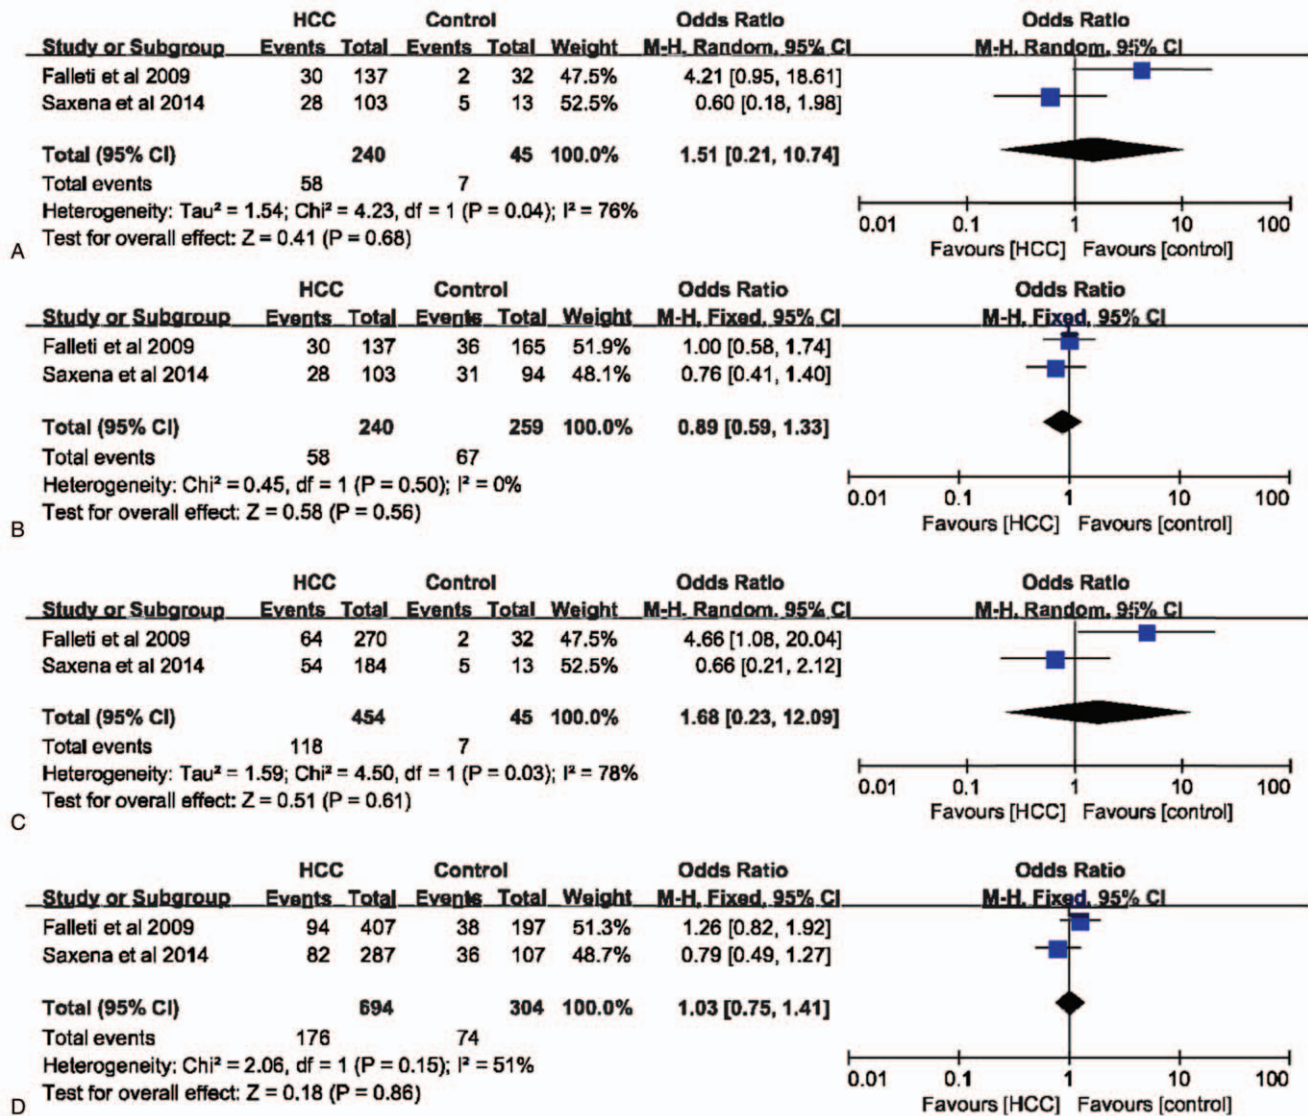 HCC Control Odds Ratio Odds Ratio
Study or Subgroup Events Total Events Total Weight M-H, Random, 95% CI M-H, Random, 95% CI
Falleti et al 2009 30 137 2 32 47.5% 4.21 [0.95, 18.61]
Saxena et al 2014 28 103 5 13 52.5% 0.60 [0.18, 1.98]
Total (95% CI) 240 45 100.0% 1.51 [0.21, 10.74]
Total events 58 7
Heterogeneity: Tau² = 1.54; Chi² = 4.23, df = 1 (P = 0.04); I² = 76%
Test for overall effect: Z = 0.41 (P = 0.68)
0.01 0.1 1 10 100
Favours [HCC] Favours [control]
A
HCC Control Odds Ratio Odds Ratio
Study or Subgroup Events Total Events Total Weight M-H, Fixed, 95% CI M-H, Fixed, 95% CI
Falleti et al 2009 30 137 36 165 51.9% 1.00 [0.58, 1.74]
Saxena et al 2014 28 103 31 94 48.1% 0.76 [0.41, 1.40]
Total (95% CI) 240 259 100.0% 0.89 [0.59, 1.33]
Total events 58 67
Heterogeneity: Chi² = 0.45, df = 1 (P = 0.50); I² = 0%
Test for overall effect: Z = 0.58 (P = 0.56)
0.01 0.1 1 10 100
Favours [HCC] Favours [control]
B
HCC Control Odds Ratio Odds Ratio
Study or Subgroup Events Total Events Total Weight M-H, Random, 95% CI M-H, Random, 95% CI
Falleti et al 2009 64 270 2 32 47.5% 4.66 [1.08, 20.04]
Saxena et al 2014 54 184 5 13 52.5% 0.66 [0.21, 2.12]
Total (95% CI) 454 45 100.0% 1.68 [0.23, 12.09]
Total events 118 7
Heterogeneity: Tau² = 1.59; Chi² = 4.50, df = 1 (P = 0.03); I² = 78%
Test for overall effect: Z = 0.51 (P = 0.61)
0.01 0.1 1 10 100
Favours [HCC] Favours [control]
C
HCC Control Odds Ratio Odds Ratio
Study or Subgroup Events Total Events Total Weight M-H, Fixed, 95% CI M-H, Fixed, 95% CI
Falleti et al 2009 94 407 38 197 51.3% 1.26 [0.82, 1.92]
Saxena et al 2014 82 287 36 107 48.7% 0.79 [0.49, 1.27]
Total (95% CI) 694 304 100.0% 1.03 [0.75, 1.41]
Total events 176 74
Heterogeneity: Chi² = 2.06, df = 1 (P = 0.15); I² = 51%
Test for overall effect: Z = 0.18 (P = 0.86)
0.01 0.1 1 10 100
Favours [HCC] Favours [control]
D